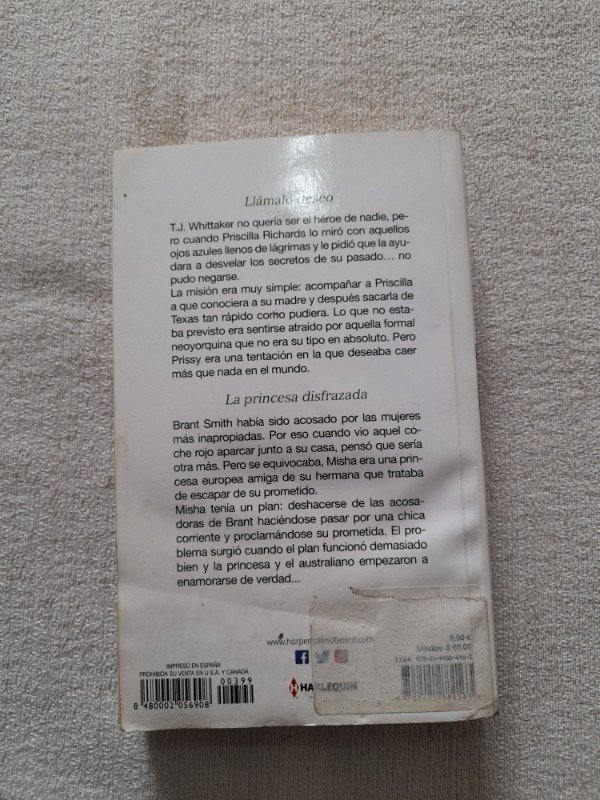 Llámalo deseo
T.J. Whittaker no quería ser el héroe de nadie, pe-
ro cuando Priscilla Richards lo miró con aquellos
ojos azules llenos de lágrimas y le pidió que la ayu-
dara a desvelar los secretos de su pasado... no
pudo negarse.
La misión era muy simple: acompañar a Priscilla
a que conociera a su madre y después sacarla de
Texas tan rápido como pudiera. Lo que no esta-
ba previsto era sentirse atraído por aquella formal
neoyorquina que no era su tipo en absoluto. Pero
Prissy era una tentación en la que deseaba caer
más que nada en el mundo.
La princesa disfrazada
Brant Smith había sido acosado por las mujeres
más inapropiadas. Por eso cuando vio aquel co-
che rojo aparcar junto a su casa, pensó que sería
otra más. Pero se equivocaba, Misha era una prin-
cesa europea amiga de su hermana que trataba
de escapar de su prometido.
Misha tenía un plan: deshacerse de las acosa-
doras de Brant haciéndose pasar por una chica
corriente y proclamándose su prometida. El pro-
blema surgió cuando el plan funcionó demasiado
bien y la princesa y el australiano empezaron a
enamorarse de verdad...
www.harpercollinsiberica.com
5,90 €
México: $ 65.00
ISBN
IMPRESO EN ESPAÑA
PROHIBIDA SU VENTA EN U.S.A. Y CANADÁ
00399
8 480002 056908
HARLEQUIN